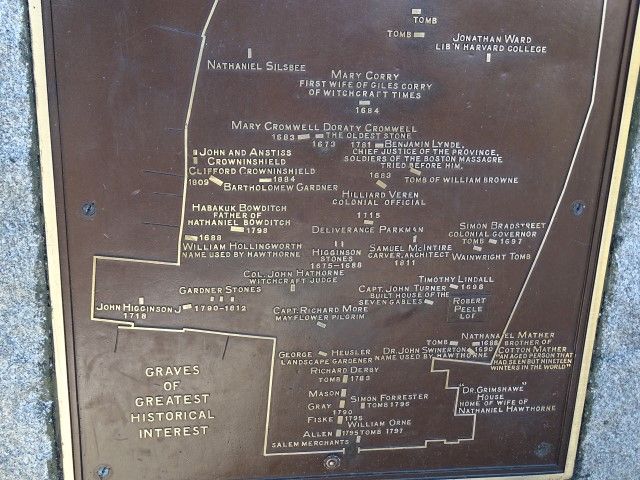 TOMB
TOMB
JONATHAN WARD
LIB'N HARVARD COLLEGE
NATHANIEL SILSBEE
MARY CORRY
FIRST WIFE OF GILES CORRY
OF WITCHCRAFT TIMES
1684
MARY CROMWELL
1683
DORATY CROMWELL
THE OLDEST STONE
1673
1781
BENJAMIN LYNDE,
CHIEF JUSTICE OF THE PROVINCE.
SOLDIERS OF THE BOSTON MASSACRE
TRIED BEFORE HIM.
JOHN AND ANSTISS
CROWNINSHIELD
CLIFFORD CROWNINSHIELD
1809
1684
BARTHOLOMEW GARDNER
1683
TOMB OF WILLIAM BROWNE
HILLIARD VEREN
COLONIAL OFFICIAL
HABAKUK BOWDITCH
FATHER OF
NATHANIEL BOWDITCH
1798
1715
DELIVERANCE PARKMAN
SIMON BRADSTREET
COLONIAL GOVERNOR
TOMB 1697
1688
WILLIAM HOLLINGWORTH
NAME USED BY HAWTHORNE
HIGGINSON
STONES
1675-1688
SAMUEL MCINTIRE
CARVER, ARCHITECT
1811
WAINWRIGHT TOMB
COL. JOHN HATHORNE
WITCHCRAFT JUDGE
TIMOTHY LINDALL
1698
GARDNER STONES
1790-1812
CAPT. JOHN TURNER
BUILT HOUSE OF THE
SEVEN GABLES
ROBERT
PEELE
LOT
JOHN HIGGINSON J
1718
CAPT. RICHARD MORE
MAYFLOWER PILGRIM
NATHANAEL MATHER
BROTHER OF
COTTON MATHER
"AN AGED PERSON THAT
HAD SEEN BUT NINETEEN
WINTERS IN THE WORLD"
TOMB 1688
GEORGE HEUSLER
LANDSCAPE GARDENER
DR. JOHN SWINERTON 1690
NAME USED BY HAWTHORNE
GRAVES
OF
GREATEST
HISTORICAL
INTEREST
RICHARD DERBY
TOMB 1783
"DR. GRIMSHAWE"
HOUSE
HOME OF WIFE OF
NATHANIEL HAWTHORNE
MASON
SIMON FORRESTER
TOMB 1796
GRAY
1790
FISKE 1795
WILLIAM ORNE
ALLEN 1795 TOMB 1797
SALEM MERCHANTS